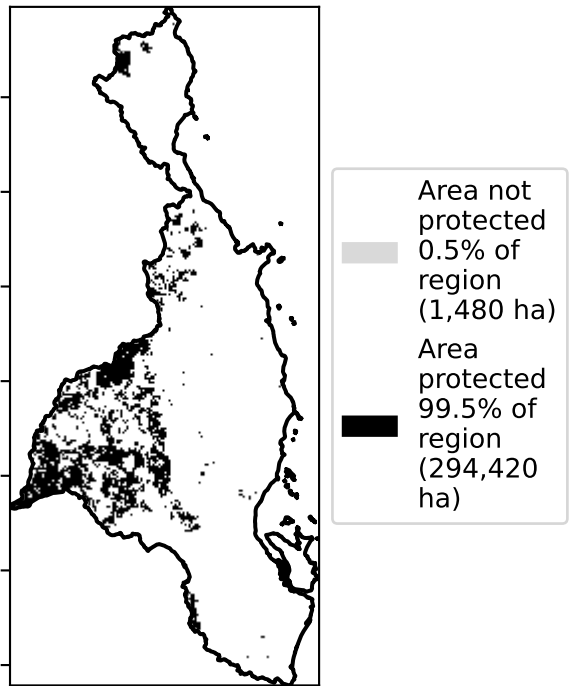 Area not
protected
0.5% of
region
(1,480 ha)
Area
protected
99.5% of
region
(294,420
ha)